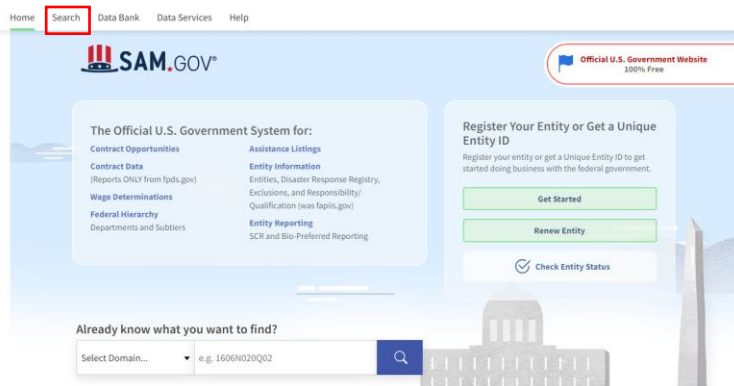 Home Search Data Bank Data Services Help
SAM.GOV®
Official U.S. Government Website
100% Free
The Official U.S. Government System for:
Contract Opportunities
Contract Data
(Reports ONLY from fpds.gov)
Wage Determinations
Federal Hierarchy
Departments and Subtiers
Assistance Listings
Entity Information
Entities, Disaster Response Registry,
Exclusions, and Responsibility/
Qualification (was fapiis.gov)
Entity Reporting
SCR and Bio-Preferred Reporting
Register Your Entity or Get a Unique
Entity ID
Register your entity or get a Unique Entity ID to get
started doing business with the federal government.
Get Started
Renew Entity
Check Entity Status
Already know what you want to find?
Select Domain... e.g. 1606N020Q02